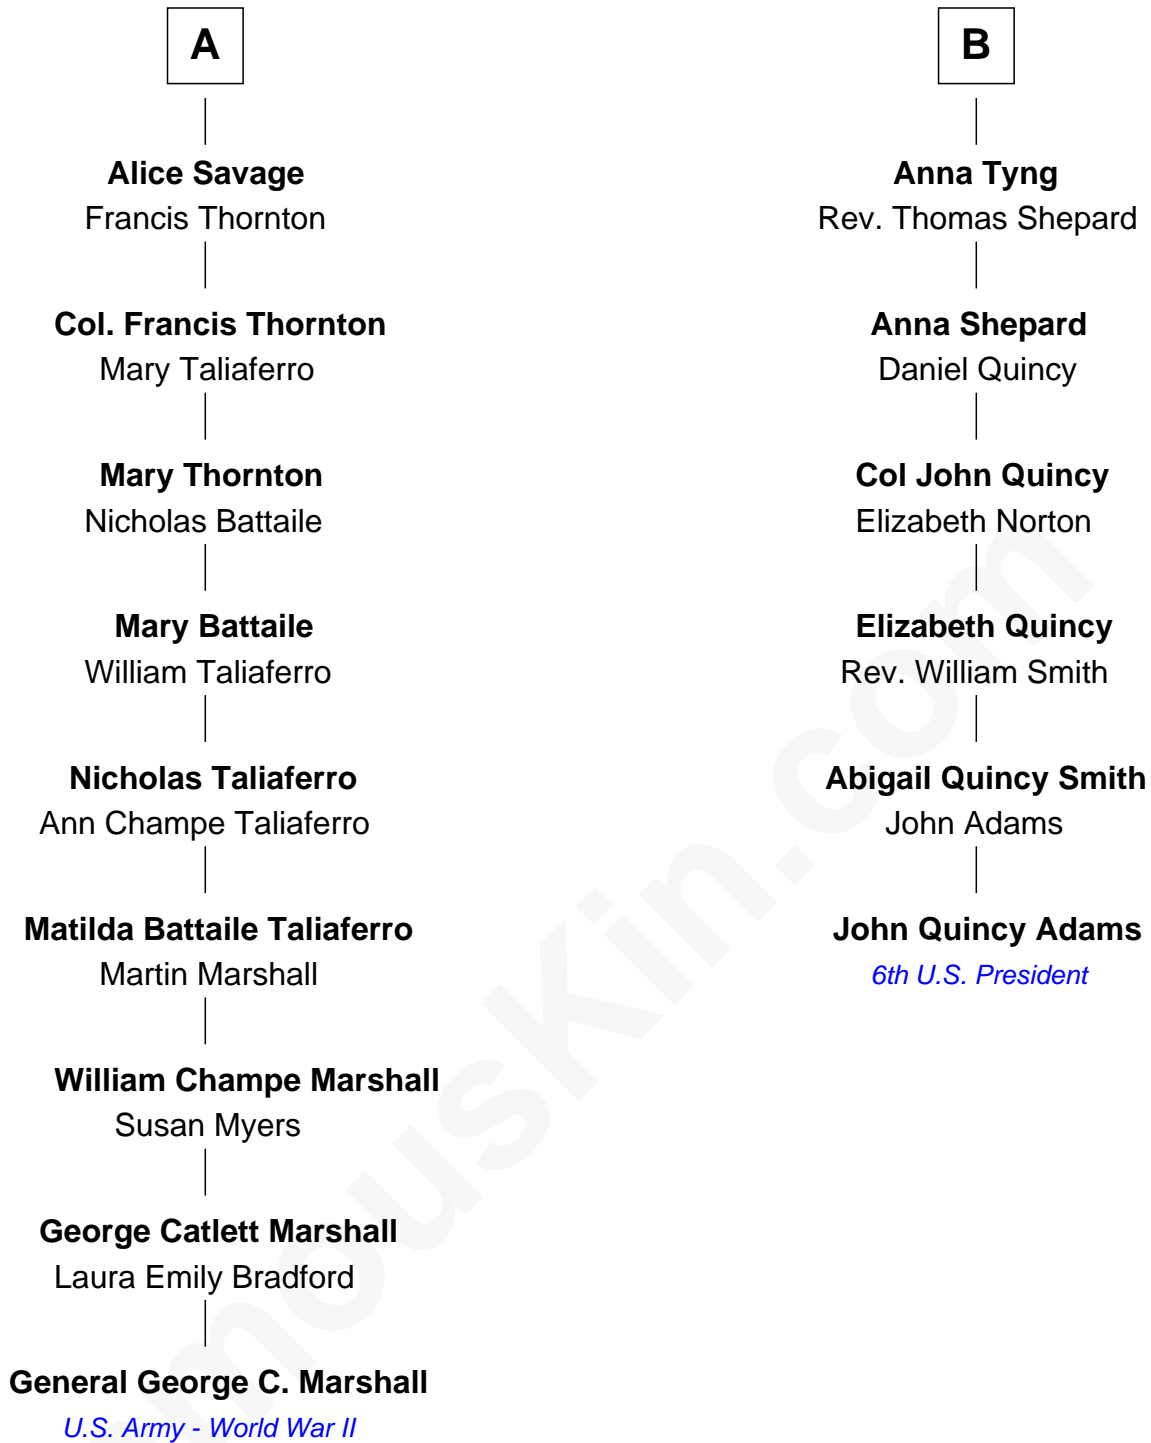 A
Alice Savage
Francis Thornton
Col. Francis Thornton
Mary Taliaferro
Mary Thornton
Nicholas Battaile
Mary Battaile
William Taliaferro
Nicholas Taliaferro
Ann Champe Taliaferro
Matilda Battaile Taliaferro
Martin Marshall
William Champe Marshall
Susan Myers
George Catlett Marshall
Laura Emily Bradford
General George C. Marshall
U.S. Army - World War II
B
Anna Tyng
Rev. Thomas Shepard
Anna Shepard
Daniel Quincy
Col John Quincy
Elizabeth Norton
Elizabeth Quincy
Rev. William Smith
Abigail Quincy Smith
John Adams
John Quincy Adams
6th U.S. President
mousKin.com